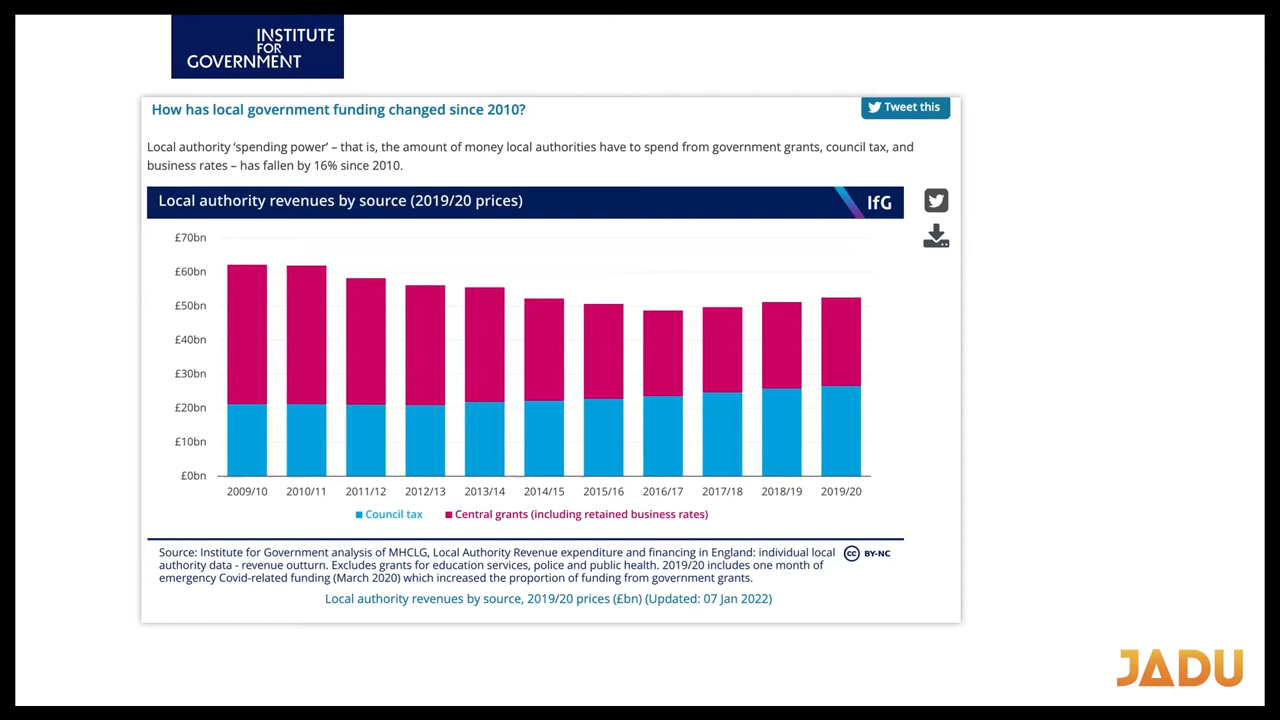 INSTITUTE
FOR
GOVERNMENT
How has local government funding changed since 2010?
Tweet this
Local authority ‘spending power’ – that is, the amount of money local authorities have to spend from government grants, council tax, and
business rates – has fallen by 16% since 2010.
Local authority revenues by source (2019/20 prices)
IfG
£70bn
£60bn
£50bn
£40bn
£30bn
£20bn
£10bn
£0bn
2009/10 2010/11 2011/12 2012/13 2013/14 2014/15 2015/16 2016/17 2017/18 2018/19 2019/20
Council tax Central grants (including retained business rates)
Source: Institute for Government analysis of MHCLG, Local Authority Revenue expenditure and financing in England: individual local
authority data - revenue outturn. Excludes grants for education services, police and public health. 2019/20 includes one month of
emergency Covid-related funding (March 2020) which increased the proportion of funding from government grants.
cc BY-NC
Local authority revenues by source, 2019/20 prices (£bn) (Updated: 07 Jan 2022)
JADU